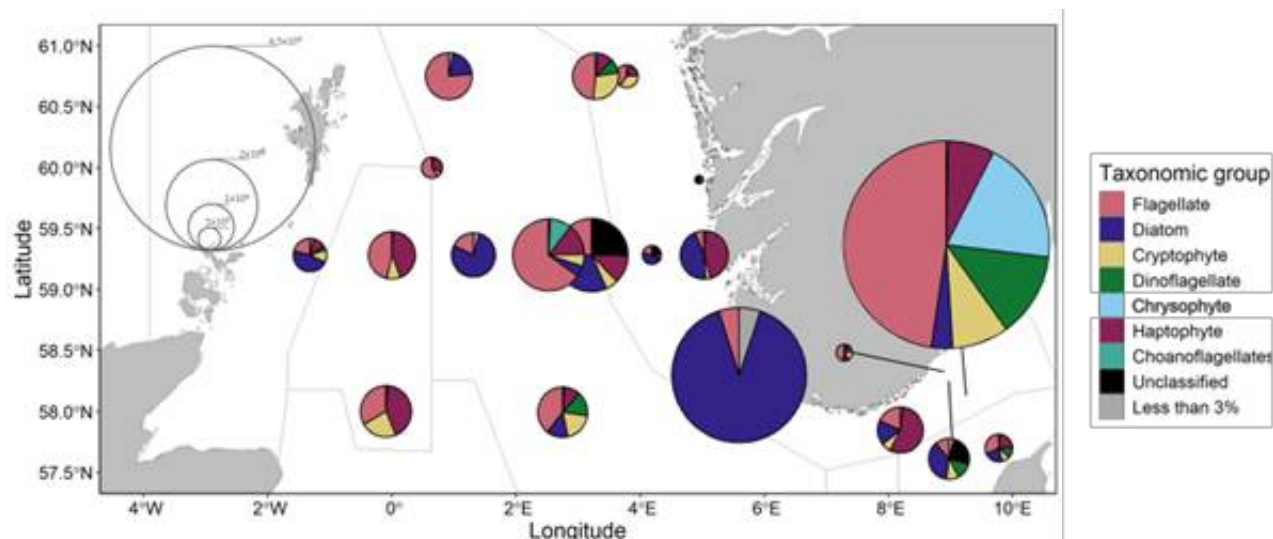 61.0°N
60.5°N
60.0°N
59.5°N
59.0°N
58.5°N
58.0°N
57.5°N
Latitude
4°W
2°W
0°
2°E
4°E
6°E
8°E
10°E
Longitude
Taxonomic group
Flagellate
Diatom
Cryptophyte
Dinoflagellate
Chrysophyte
Haptophyte
Choanoflagellates
Unclassified
Less than 3%